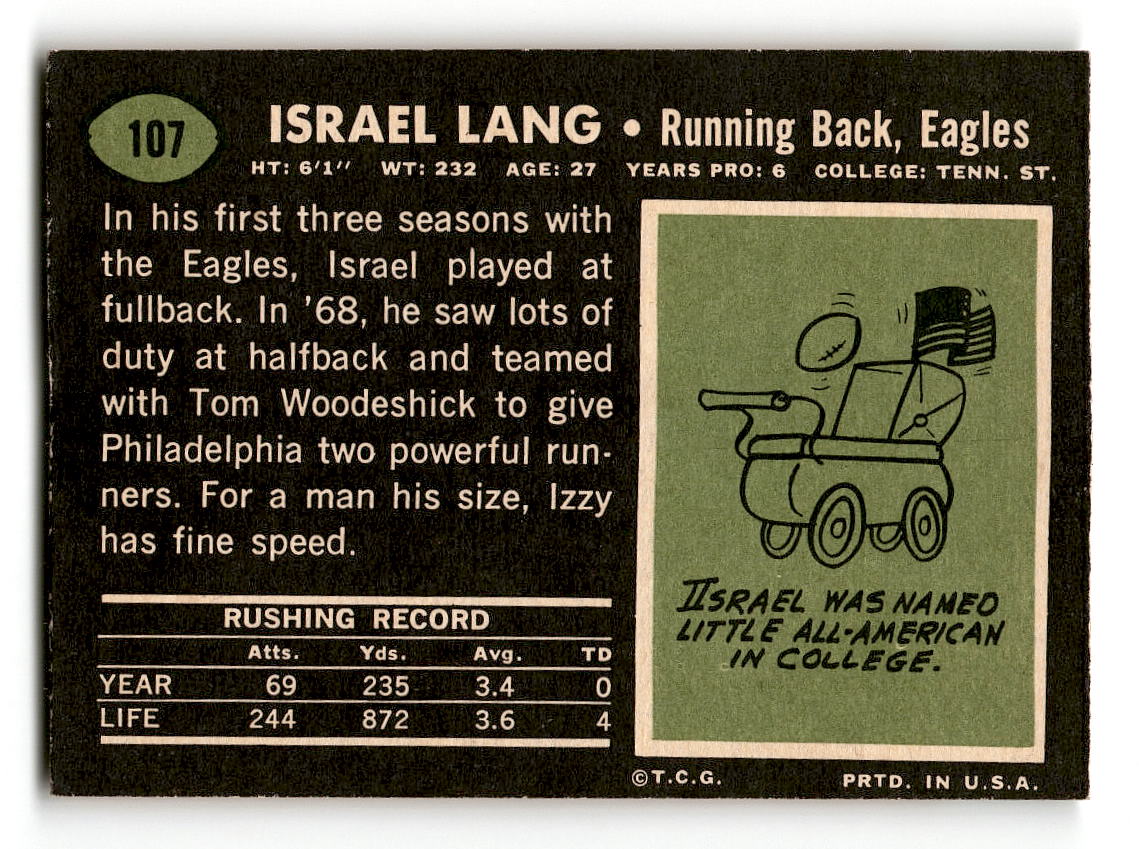 107
ISRAEL LANG • Running Back, Eagles
HT: 6'1'' WT: 232 AGE: 27 YEARS PRO: 6 COLLEGE: TENN. ST.
In his first three seasons with
the Eagles, Israel played at
fullback. In '68, he saw lots of
duty at halfback and teamed
with Tom Woodeshick to give
Philadelphia two powerful run-
ners. For a man his size, Izzy
has fine speed.
RUSHING RECORD
Atts. Yds. Avg. TD
YEAR 69 235 3.4 0
LIFE 244 872 3.6 4
ISRAEL WAS NAMED
LITTLE ALL-AMERICAN
IN COLLEGE.
©T.C.G. PRTD. IN U.S.A.